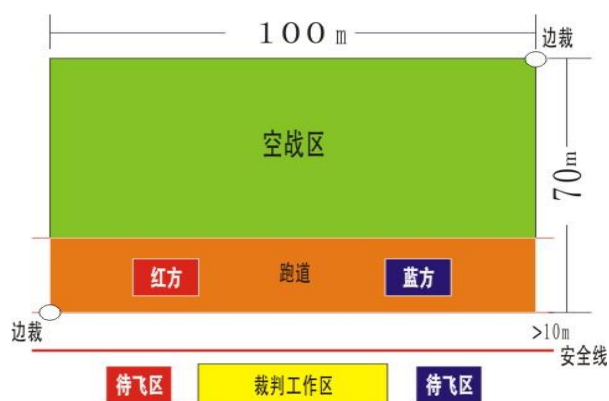 100m
边裁
空战区
70m
红方
跑道
蓝方
边裁
>10m
安全线
待飞区
裁判工作区
待飞区